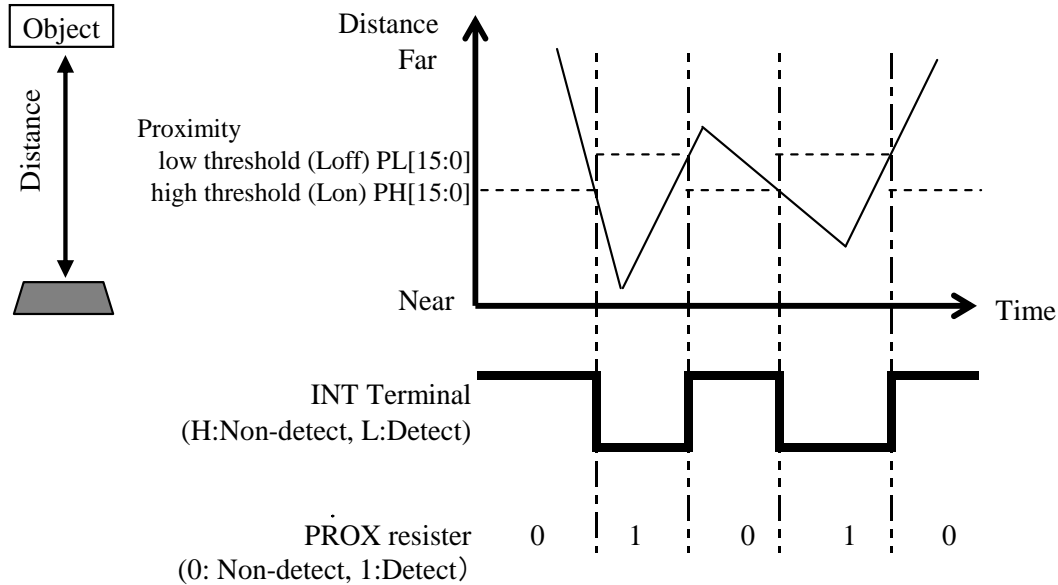 Object
Distance
Distance
Far
Proximity
low threshold (Loff) PL[15:0]
high threshold (Lon) PH[15:0]
Near
Time
INT Terminal
(H:Non-detect, L:Detect)
PROX resister 0 1 0 1 0
(0: Non-detect, 1:Detect)